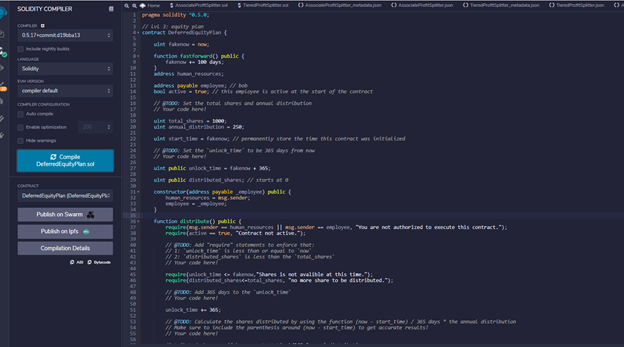 SOLIDITY COMPILER
COMPILER
0.5.17+commit.d19bba13
Include nightly builds
LANGUAGE
Solidity
EVM VERSION
compiler default
COMPILER CONFIGURATION
Auto compile
Enable optimization 200
Hide warnings
Compile
DeferredEquityPlan.sol
CONTRACT
DeferredEquityPlan (DeferredEquityPl
Publish on Swarm
Publish on Ipfs
Compilation Details
ABI Bytecode
Home AssociateProfitSplitter.sol AssociateProfitSplitter_metadata.json AssociateProfitSplitter.json TieredProfitSplitter_metadata.json TieredProfitSplitter.json
1 pragma solidity ^0.5.0;
2
3 // lvl 3: equity plan
4 contract DeferredEquityPlan {
5
6 uint fakenow = now;
7
8 function fastforward() public {
9 fakenow += 100 days;
10 }
11 address human_resources;
12
13 address payable employee; // bob
14 bool active = true; // this employee is active at the start of the contract
15
16 // @TODO: Set the total shares and annual distribution
17 // Your code here!
18
19 uint total_shares = 1000;
20 uint annual_distribution = 250;
21
22 uint start_time = fakenow; // permanently store the time this contract was initialized
23
24 // @TODO: Set the `unlock_time` to be 365 days from now
25 // Your code here!
26
27 uint public unlock_time = fakenow + 365;
28
29 uint public distributed_shares; // starts at 0
30
31 constructor(address payable _employee) public {
32 human_resources = msg.sender;
33 employee = _employee;
34 }
35
36 function distribute() public {
37 require(msg.sender == human_resources || msg.sender == employee, "You are not authorized to execute this contract.");
38 require(active == true, "Contract not active.");
39
40 // @TODO: Add "require" statements to enforce that:
41 // 1: `unlock_time` is less than or equal to `now`
42 // 2: `distributed_shares` is less than the `total_shares`
43 // Your code here!
44
45 require(unlock_time <= fakenow,"Shares is not avalible at this time.");
46 require(distributed_shares<=total_shares, "no more share to be distributed.");
47
48 // @TODO: Add 365 days to the `unlock_time`
49 // Your code here!
50
51 unlock_time += 365;
52
53 // @TODO: Calculate the shares distributed by using the function (now - start_time) / 365 days * the annual distribution
54 // Make sure to include the parenthesis around (now - start_time) to get accurate results!
55 // Your code here!
56